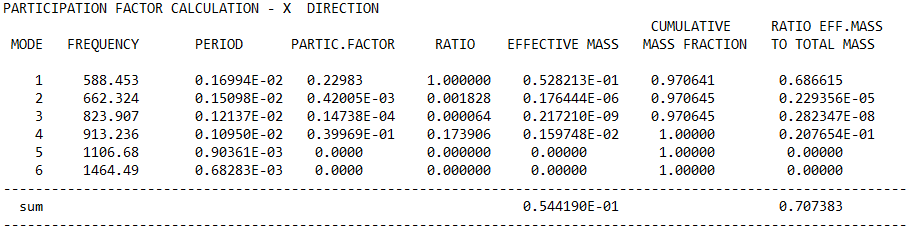 PARTICIPATION FACTOR CALCULATION - X  DIRECTION
CUMULATIVE RATIO EFF.MASS
MODE FREQUENCY PERIOD PARTIC.FACTOR RATIO EFFECTIVE MASS MASS FRACTION TO TOTAL MASS
1 588.453 0.16994E-02 0.22983 1.000000 0.528213E-01 0.970641 0.686615
2 662.324 0.15098E-02 0.42005E-03 0.001828 0.176444E-06 0.970645 0.229356E-05
3 823.907 0.12137E-02 0.14738E-04 0.000064 0.217210E-09 0.970645 0.282347E-08
4 913.236 0.10950E-02 0.39969E-01 0.173906 0.159748E-02 1.00000 0.207654E-01
5 1106.68 0.90361E-03 0.0000 0.000000 0.00000 1.00000 0.00000
6 1464.49 0.68283E-03 0.0000 0.000000 0.00000 1.00000 0.00000
-----------------------------------------------------------------------------------------------------------------
sum 0.544190E-01 0.707383
-----------------------------------------------------------------------------------------------------------------